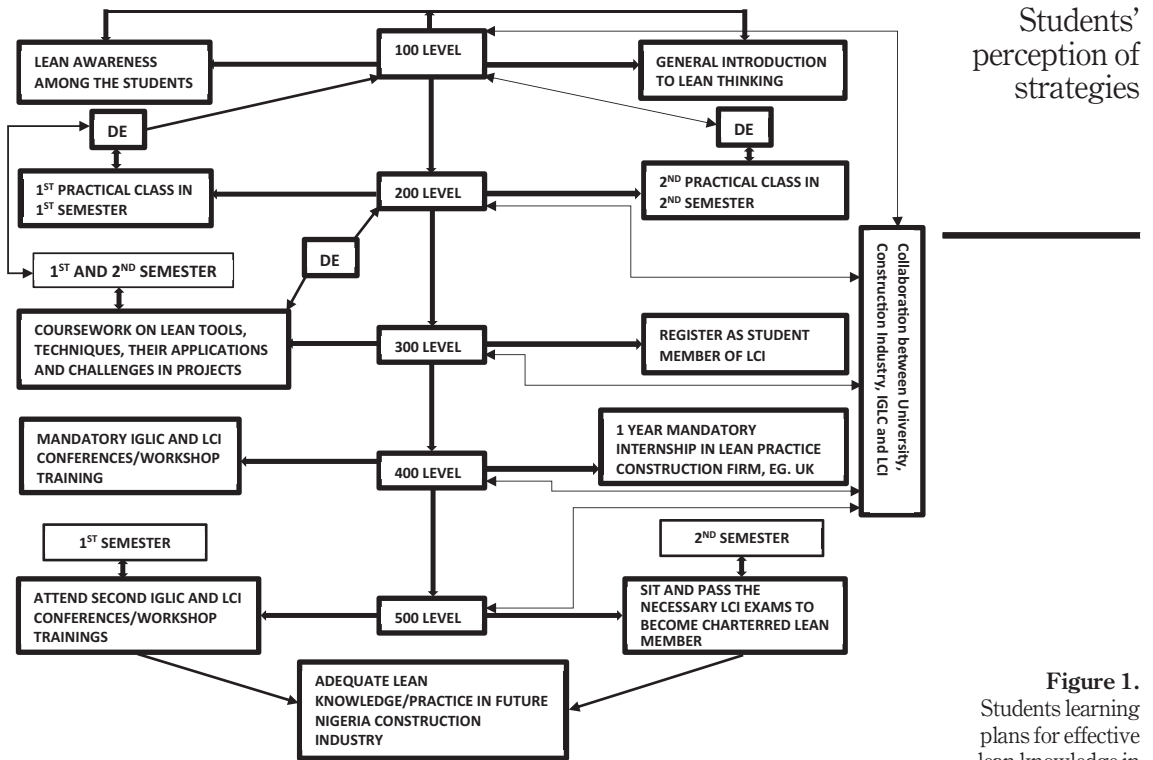 Students'
perception of
strategies
100 LEVEL
LEAN AWARENESS
AMONG THE STUDENTS
GENERAL INTRODUCTION
TO LEAN THINKING
DE
DE
1ST PRACTICAL CLASS IN
1ST SEMESTER
200 LEVEL
2ND PRACTICAL CLASS IN
2ND SEMESTER
DE
1ST AND 2ND SEMESTER
COURSEWORK ON LEAN TOOLS,
TECHNIQUES, THEIR APPLICATIONS
AND CHALLENGES IN PROJECTS
300 LEVEL
REGISTER AS STUDENT
MEMBER OF LCI
Collaboration between University,
Construction Industry, IGLC and LCI
MANDATORY IGLIC AND LCI
CONFERENCES/WORKSHOP
TRAINING
400 LEVEL
1 YEAR MANDATORY
INTERNSHIP IN LEAN PRACTICE
CONSTRUCTION FIRM, EG. UK
1ST SEMESTER
2ND SEMESTER
ATTEND SECOND IGLIC AND LCI
CONFERENCES/WORKSHOP
TRAININGS
500 LEVEL
SIT AND PASS THE
NECESSARY LCI EXAMS TO
BECOME CHARTERRED LEAN
MEMBER
ADEQUATE LEAN
KNOWLEDGE/PRACTICE IN FUTURE
NIGERIA CONSTRUCTION
INDUSTRY
Figure 1.
Students learning
plans for effective
lean knowledge in